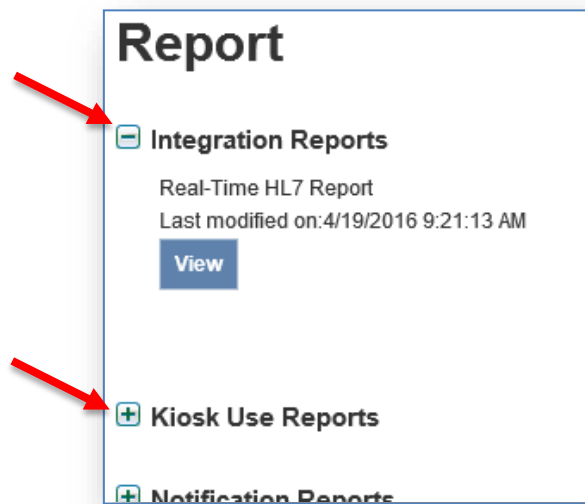 Report
Integration Reports
Real-Time HL7 Report
Last modified on:4/19/2016 9:21:13 AM
View
Kiosk Use Reports
Notification Reports